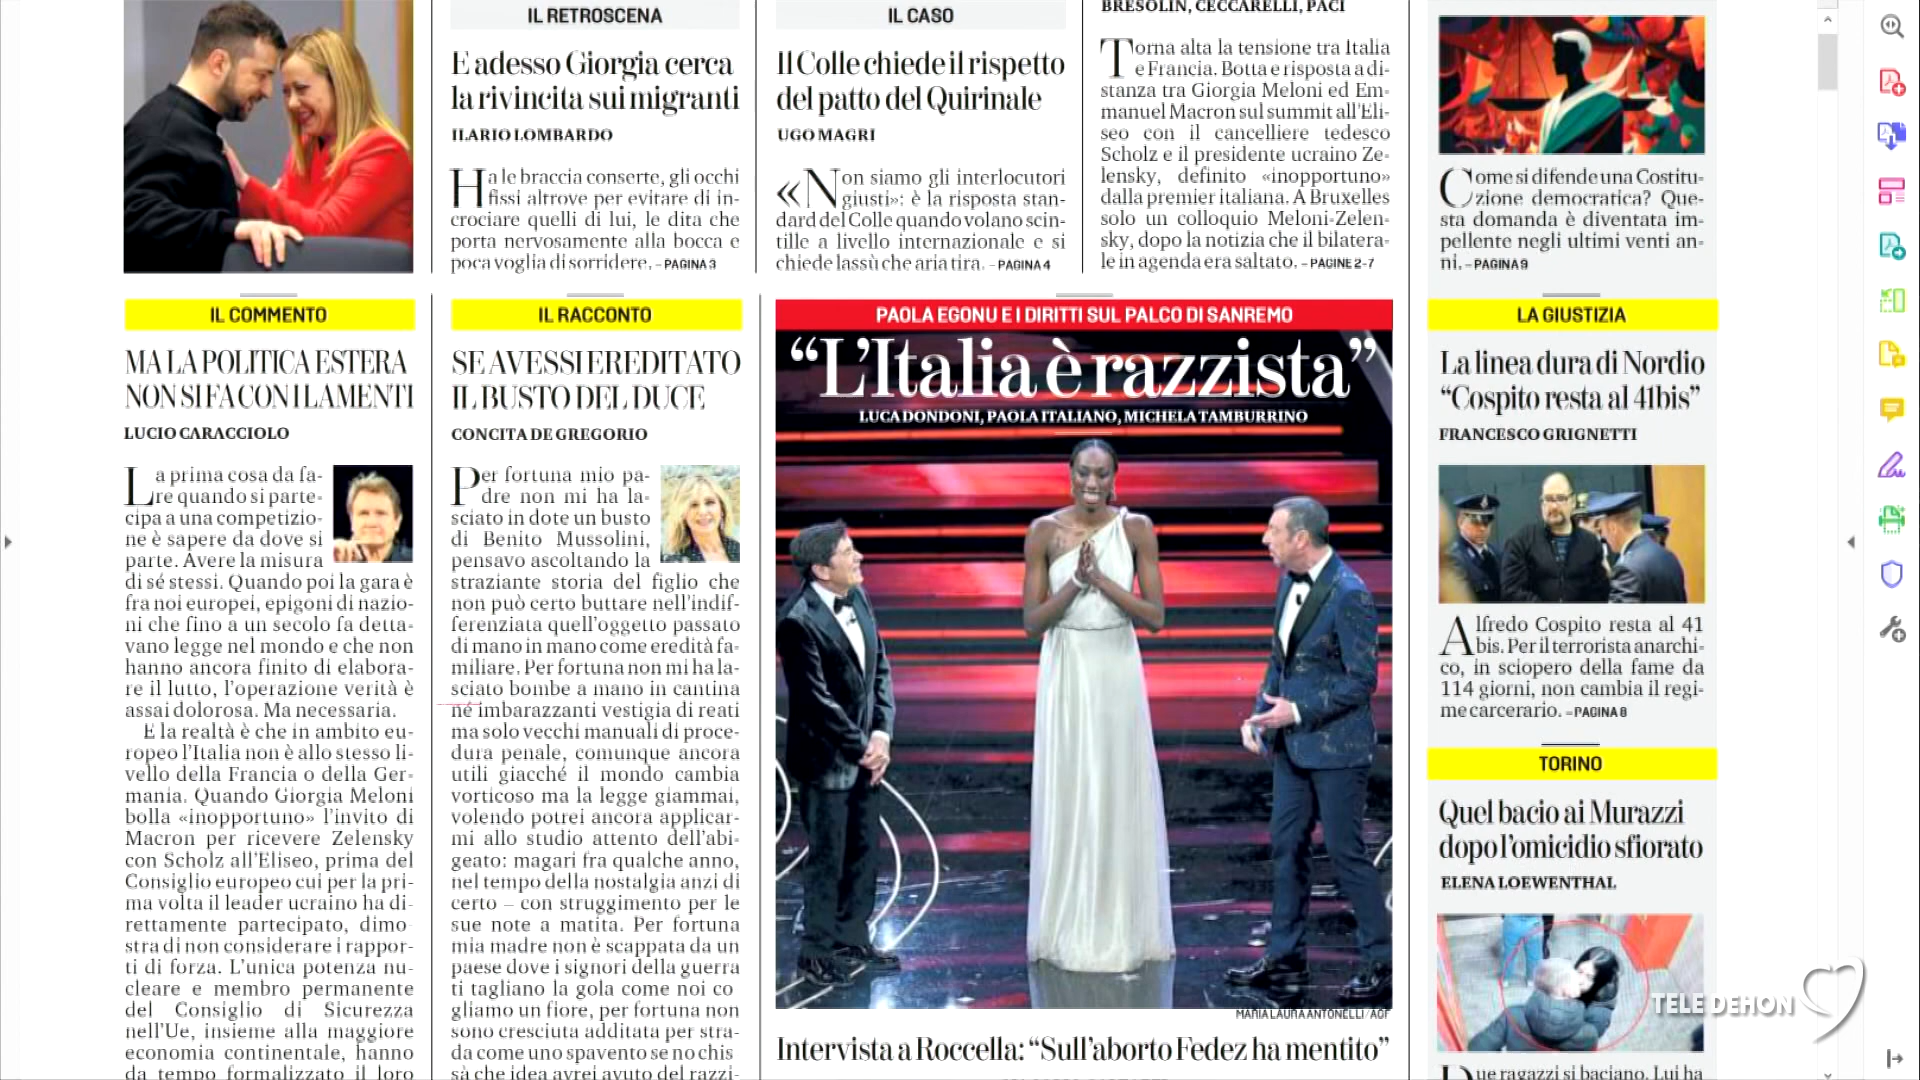 IL RETROSCENA
E adesso Giorgia cerca
la rivincita sui migranti
ILARIO LOMBARDO
Ha le braccia conserte, gli occhi
fissi altrove per evitare di in-
crociare quelli di lui, le dita che
porta nervosamente alla bocca e
poca voglia di sorridere. – PAGINA 3
IL CASO
Il Colle chiede il rispetto
del patto del Quirinale
UGO MAGRI
«Non siamo gli interlocutori
giusti»: è la risposta stan-
dard del Colle quando volano scin-
tille a livello internazionale e si
chiede lassù che aria tira. – PAGINA 4
BRESOLIN, CECCARELLI, PACI
Torna alta la tensione tra Italia
e Francia. Botta e risposta a di-
stanza tra Giorgia Meloni ed Em-
manuel Macron sul summit all'Eli-
seo con il cancelliere tedesco
Scholz e il presidente ucraino Ze-
lensky, definito «inopportuno»
dalla premier italiana. A Bruxelles
solo un colloquio Meloni-Zelen-
sky, dopo la notizia che il bilatera-
le in agenda era saltato. – PAGINE 2-7
Come si difende una Costitu-
zione democratica? Que-
sta domanda è diventata im-
pellente negli ultimi venti an-
ni. – PAGINA 9
IL COMMENTO
MA LA POLITICA ESTERA
NON SI FA CON I LAMENTI
LUCIO CARACCIOLO
La prima cosa da fa-
re quando si parte-
cipa a una competizio-
ne è sapere da dove si
parte. Avere la misura
di sé stessi. Quando poi la gara è
fra noi europei, epigoni di nazio-
ni che fino a un secolo fa detta-
vano legge nel mondo e che non
hanno ancora finito di elabora-
re il lutto, l'operazione verità è
assai dolorosa. Ma necessaria.
E la realtà è che in ambito eu-
ropeo l'Italia non è allo stesso li-
vello della Francia o della Ger-
mania. Quando Giorgia Meloni
bolla «inopportuno» l'invito di
Macron per ricevere Zelensky
con Scholz all'Eliseo, prima del
Consiglio europeo cui per la pri-
ma volta il leader ucraino ha di-
rettamente partecipato, dimo-
stra di non considerare i rappor-
ti di forza. L'unica potenza nu-
cleare e membro permanente
del Consiglio di Sicurezza
nell'Ue, insieme alla maggiore
economia continentale, hanno
da tempo formalizzato il loro
IL RACCONTO
SE AVESSI EREDITATO
IL BUSTO DEL DUCE
CONCITA DE GREGORIO
Per fortuna mio pa-
dre non mi ha la-
sciato in dote un busto
di Benito Mussolini,
pensavo ascoltando la
straziante storia del figlio che
non può certo buttare nell'indif-
ferenziata quell'oggetto passato
di mano in mano come eredità fa-
miliare. Per fortuna non mi ha la-
sciato bombe a mano in cantina
né imbarazzanti vestigia di reati
ma solo vecchi manuali di proce-
dura penale, comunque ancora
utili giacché il mondo cambia
vorticoso ma la legge giammai,
volendo potrei ancora applicar-
mi allo studio attento dell'abi-
geato: magari fra qualche anno,
nel tempo della nostalgia anzi di
certo – con struggimento per le
sue note a matita. Per fortuna
mia madre non è scappata da un
paese dove i signori della guerra
ti tagliano la gola come noi co
gliamo un fiore, per fortuna non
sono cresciuta additata per stra-
da come uno spavento se no chis
sà che idea avrei avuto del razzi-
PAOLA EGONU E I DIRITTI SUL PALCO DI SANREMO
“L'Italia è razzista”
LUCA DONDONI, PAOLA ITALIANO, MICHELA TAMBURRINO
MARIA LAURA ANTONELLI/AGF
Intervista a Roccella: “Sull'aborto Fedez ha mentito”
LA GIUSTIZIA
La linea dura di Nordio
“Cospito resta al 41bis”
FRANCESCO GRIGNETTI
Alfredo Cospito resta al 41
bis. Per il terrorista anarchi-
co, in sciopero della fame da
114 giorni, non cambia il regi-
me carcerario. – PAGINA 8
TORINO
Quel bacio ai Murazzi
dopo l'omicidio sfiorato
ELENA LOEWENTHAL
Due ragazzi si baciano. Lui ha
TELE DEHON